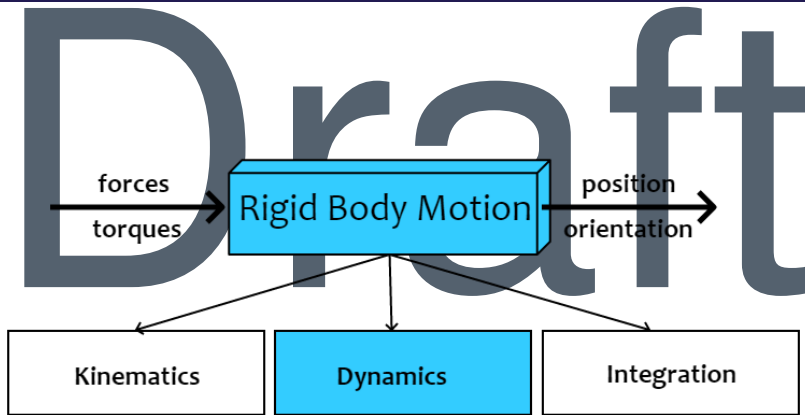 Draft
forces
torques
Rigid Body Motion
position
orientation
Kinematics
Dynamics
Integration